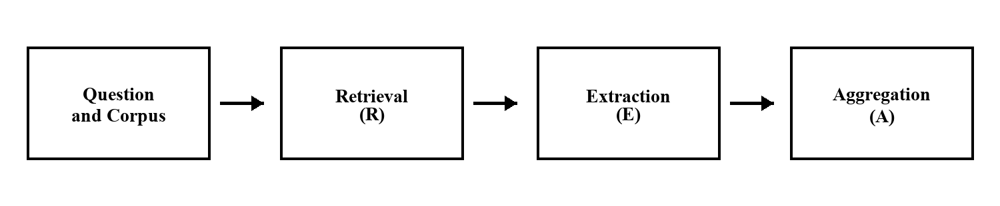 Question
and Corpus
Retrieval
(R)
Extraction
(E)
Aggregation
(A)